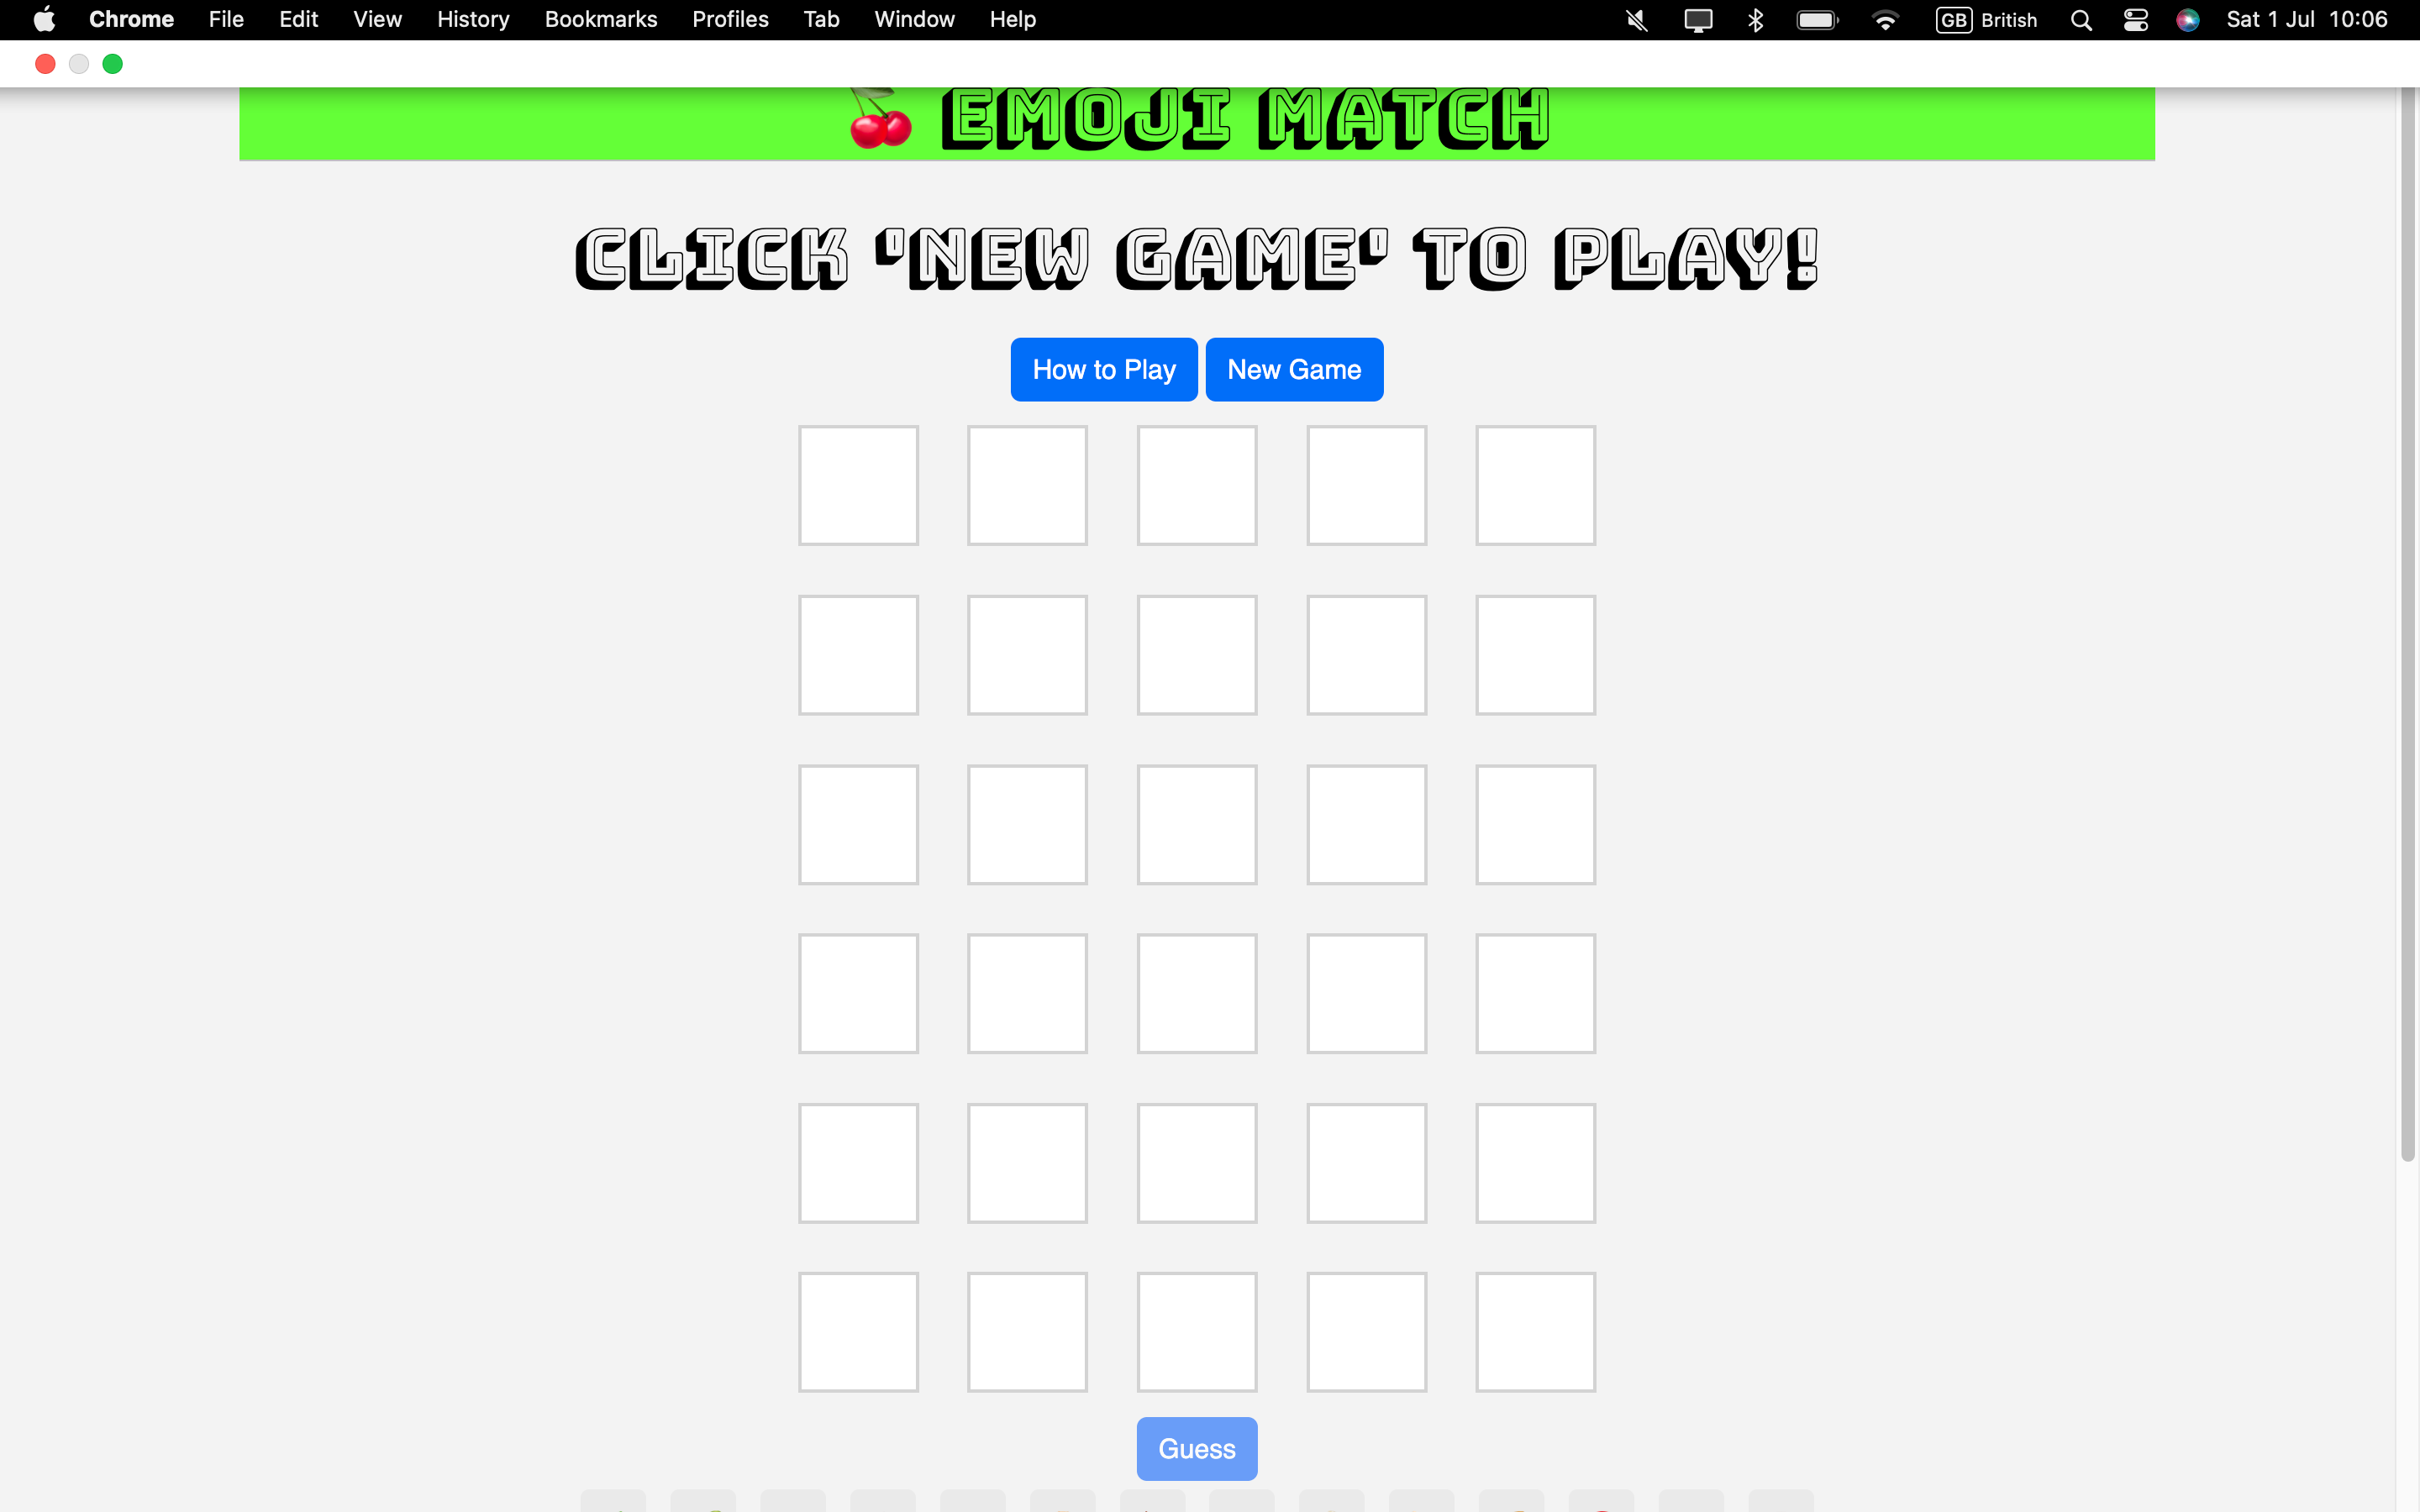 Chrome File Edit View History Bookmarks Profiles Tab Window Help GB British Sat 1 Jul 10:06
EMOJI MATCH
CLICK 'NEW GAME' TO PLAY!
How to Play New Game
Guess